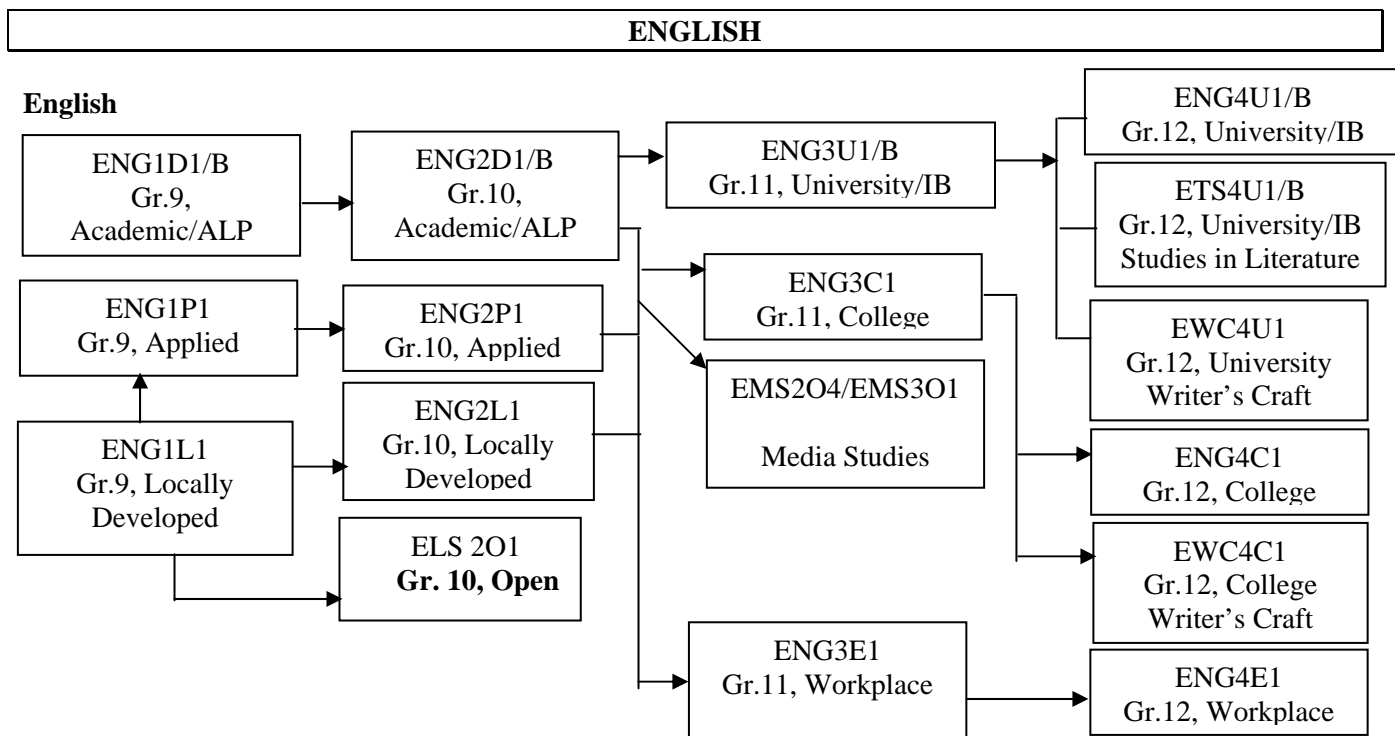 ENGLISH
English
ENG1D1/B
Gr.9,
Academic/ALP
ENG1P1
Gr.9, Applied
ENG1L1
Gr.9, Locally
Developed
ENG2D1/B
Gr.10,
Academic/ALP
ENG2P1
Gr.10, Applied
ENG2L1
Gr.10, Locally
Developed
ELS 2O1
Gr. 10, Open
ENG3U1/B
Gr.11, University/IB
ENG3C1
Gr.11, College
EMS2O4/EMS3O1
Media Studies
ENG3E1
Gr.11, Workplace
ENG4U1/B
Gr.12, University/IB
ETS4U1/B
Gr.12, University/IB
Studies in Literature
EWC4U1
Gr.12, University
Writer’s Craft
ENG4C1
Gr.12, College
EWC4C1
Gr.12, College
Writer’s Craft
ENG4E1
Gr.12, Workplace